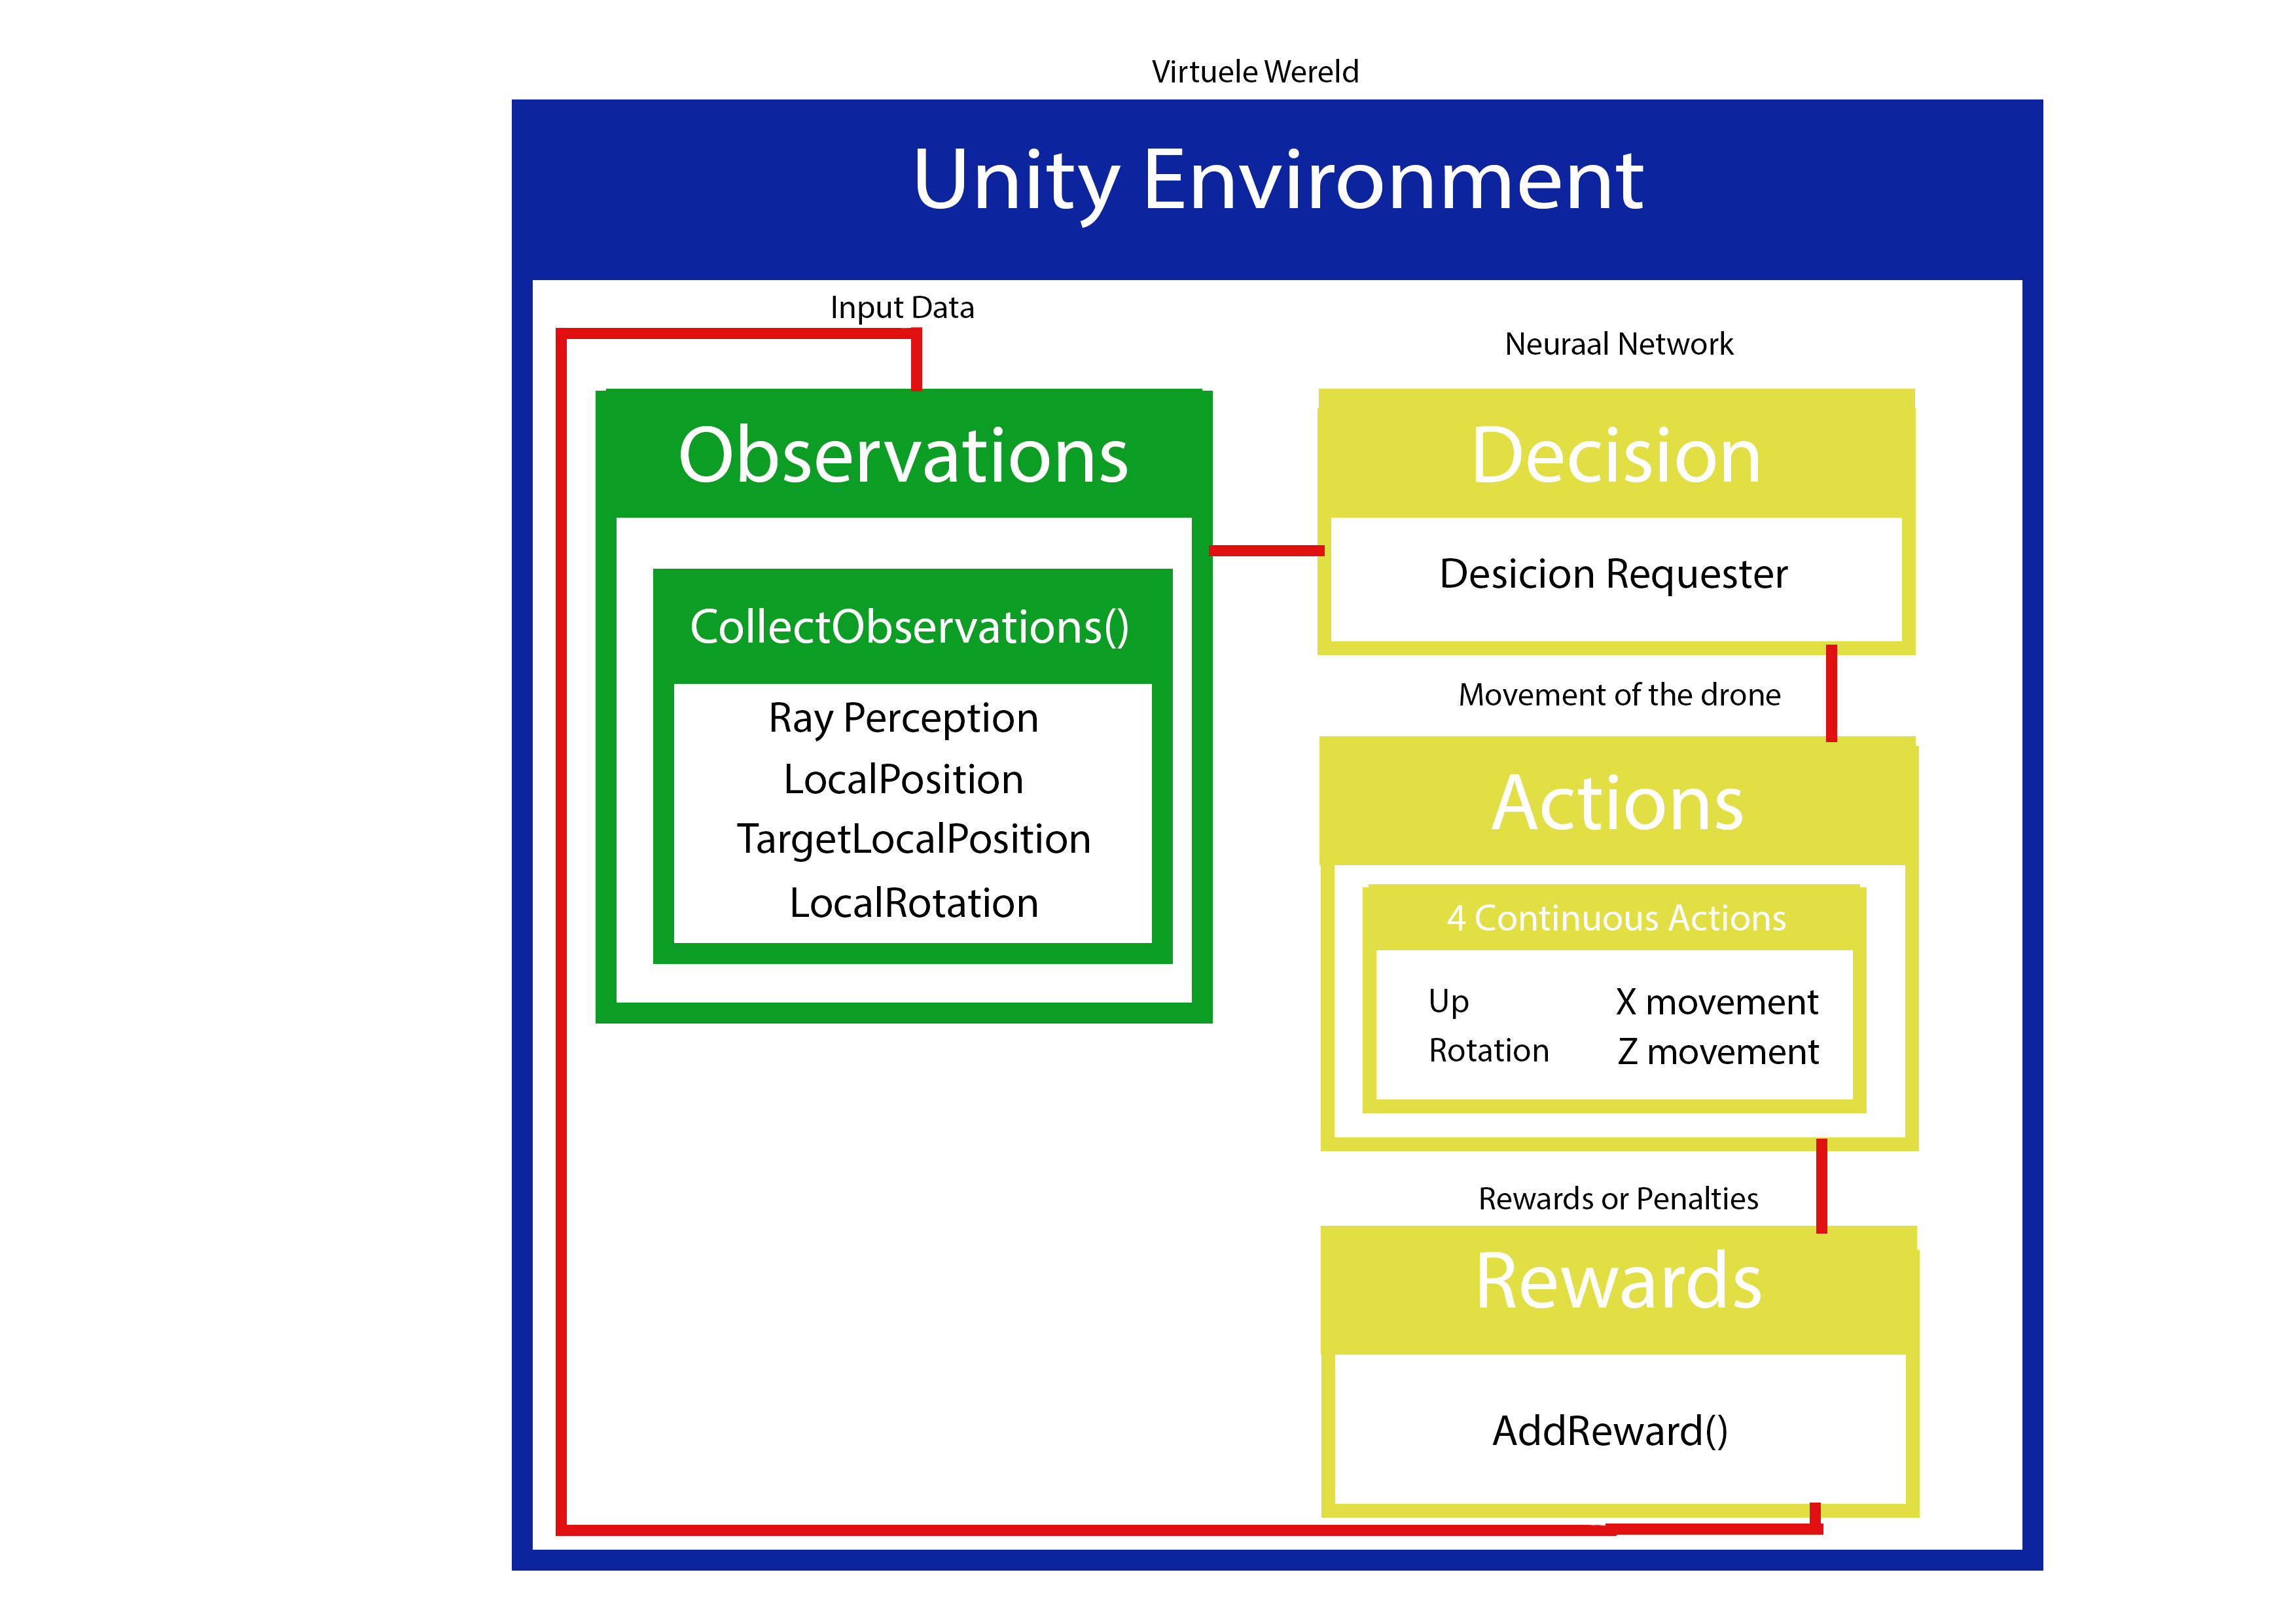 Virtuele Wereld
Unity Environment
Input Data
Observations
CollectObservations()
Ray Perception
LocalPosition
TargetLocalPosition
LocalRotation
Neuraal Network
Decision
Desicion Requester
Movement of the drone
Actions
4 Continuous Actions
Up X movement
Rotation Z movement
Rewards or Penalties
Rewards
AddReward()